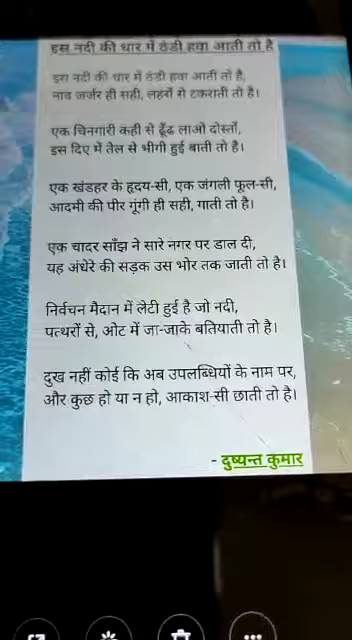 इस नदी की धार में ठंडी हवा आती तो है
इस नदी की धार में ठंडी हवा आती तो है,
नाव जर्जर ही सही, लहरों से टकराती तो है।
एक चिनगारी कही से ढूँढ लाओ दोस्तों,
इस दिए में तेल से भीगी हुई बाती तो है।
एक खंडहर के हृदय-सी, एक जंगली फूल-सी,
आदमी की पीर गूंगी ही सही, गाती तो है।
एक चादर साँझ ने सारे नगर पर डाल दी,
यह अंधेरे की सड़क उस भोर तक जाती तो है।
निर्वचन मैदान में लेटी हुई है जो नदी,
पत्थरों से, ओट में जा-जाके बतियाती तो है।
दुख नहीं कोई कि अब उपलब्धियों के नाम पर,
और कुछ हो या न हो, आकाश-सी छाती तो है।
- दुष्यन्त कुमार